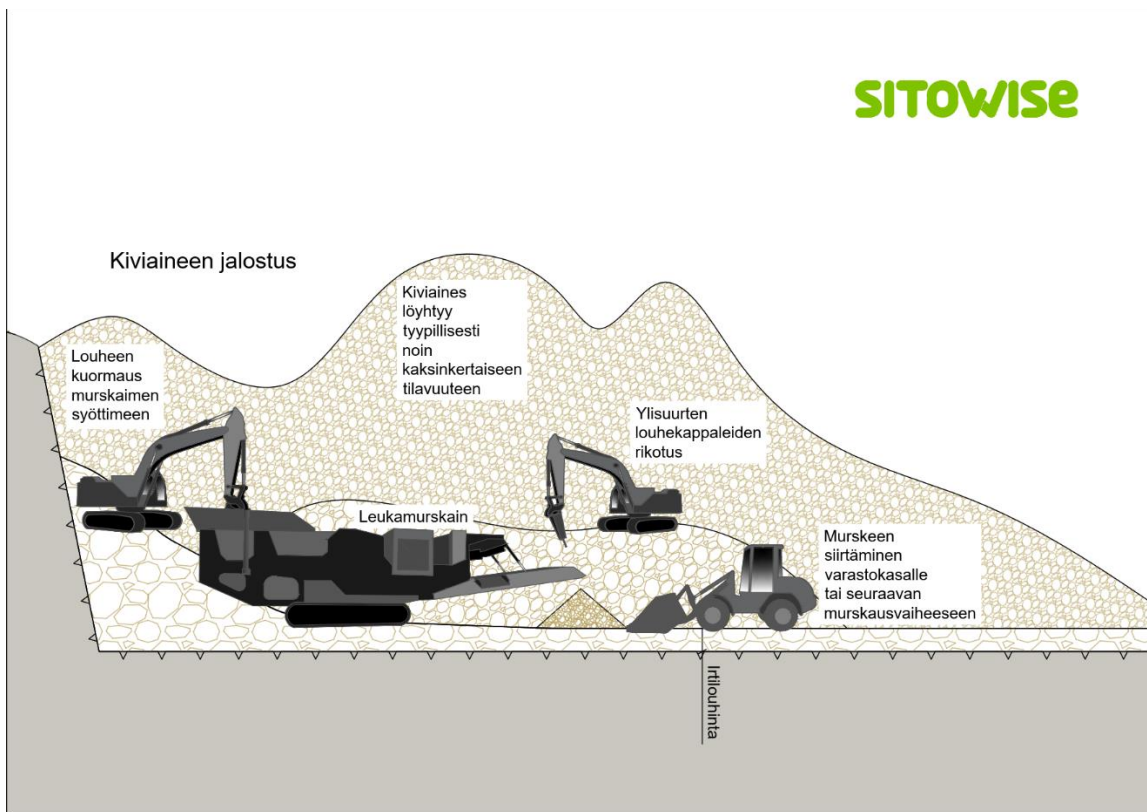 sitowise
Kiviaineen jalostus
Kiviaines
löyhtyy
tyypillisesti
noin
kaksinkertaiseen
tilavuuteen
Louheen
kuormaus
murskaimen
syöttimeen
Ylisuurten
louhekappaleiden
rikotus
Leukamurskain
Murskeen
siirtäminen
varastokasalle
tai seuraavan
murskausvaiheeseen
Irtilouhinta